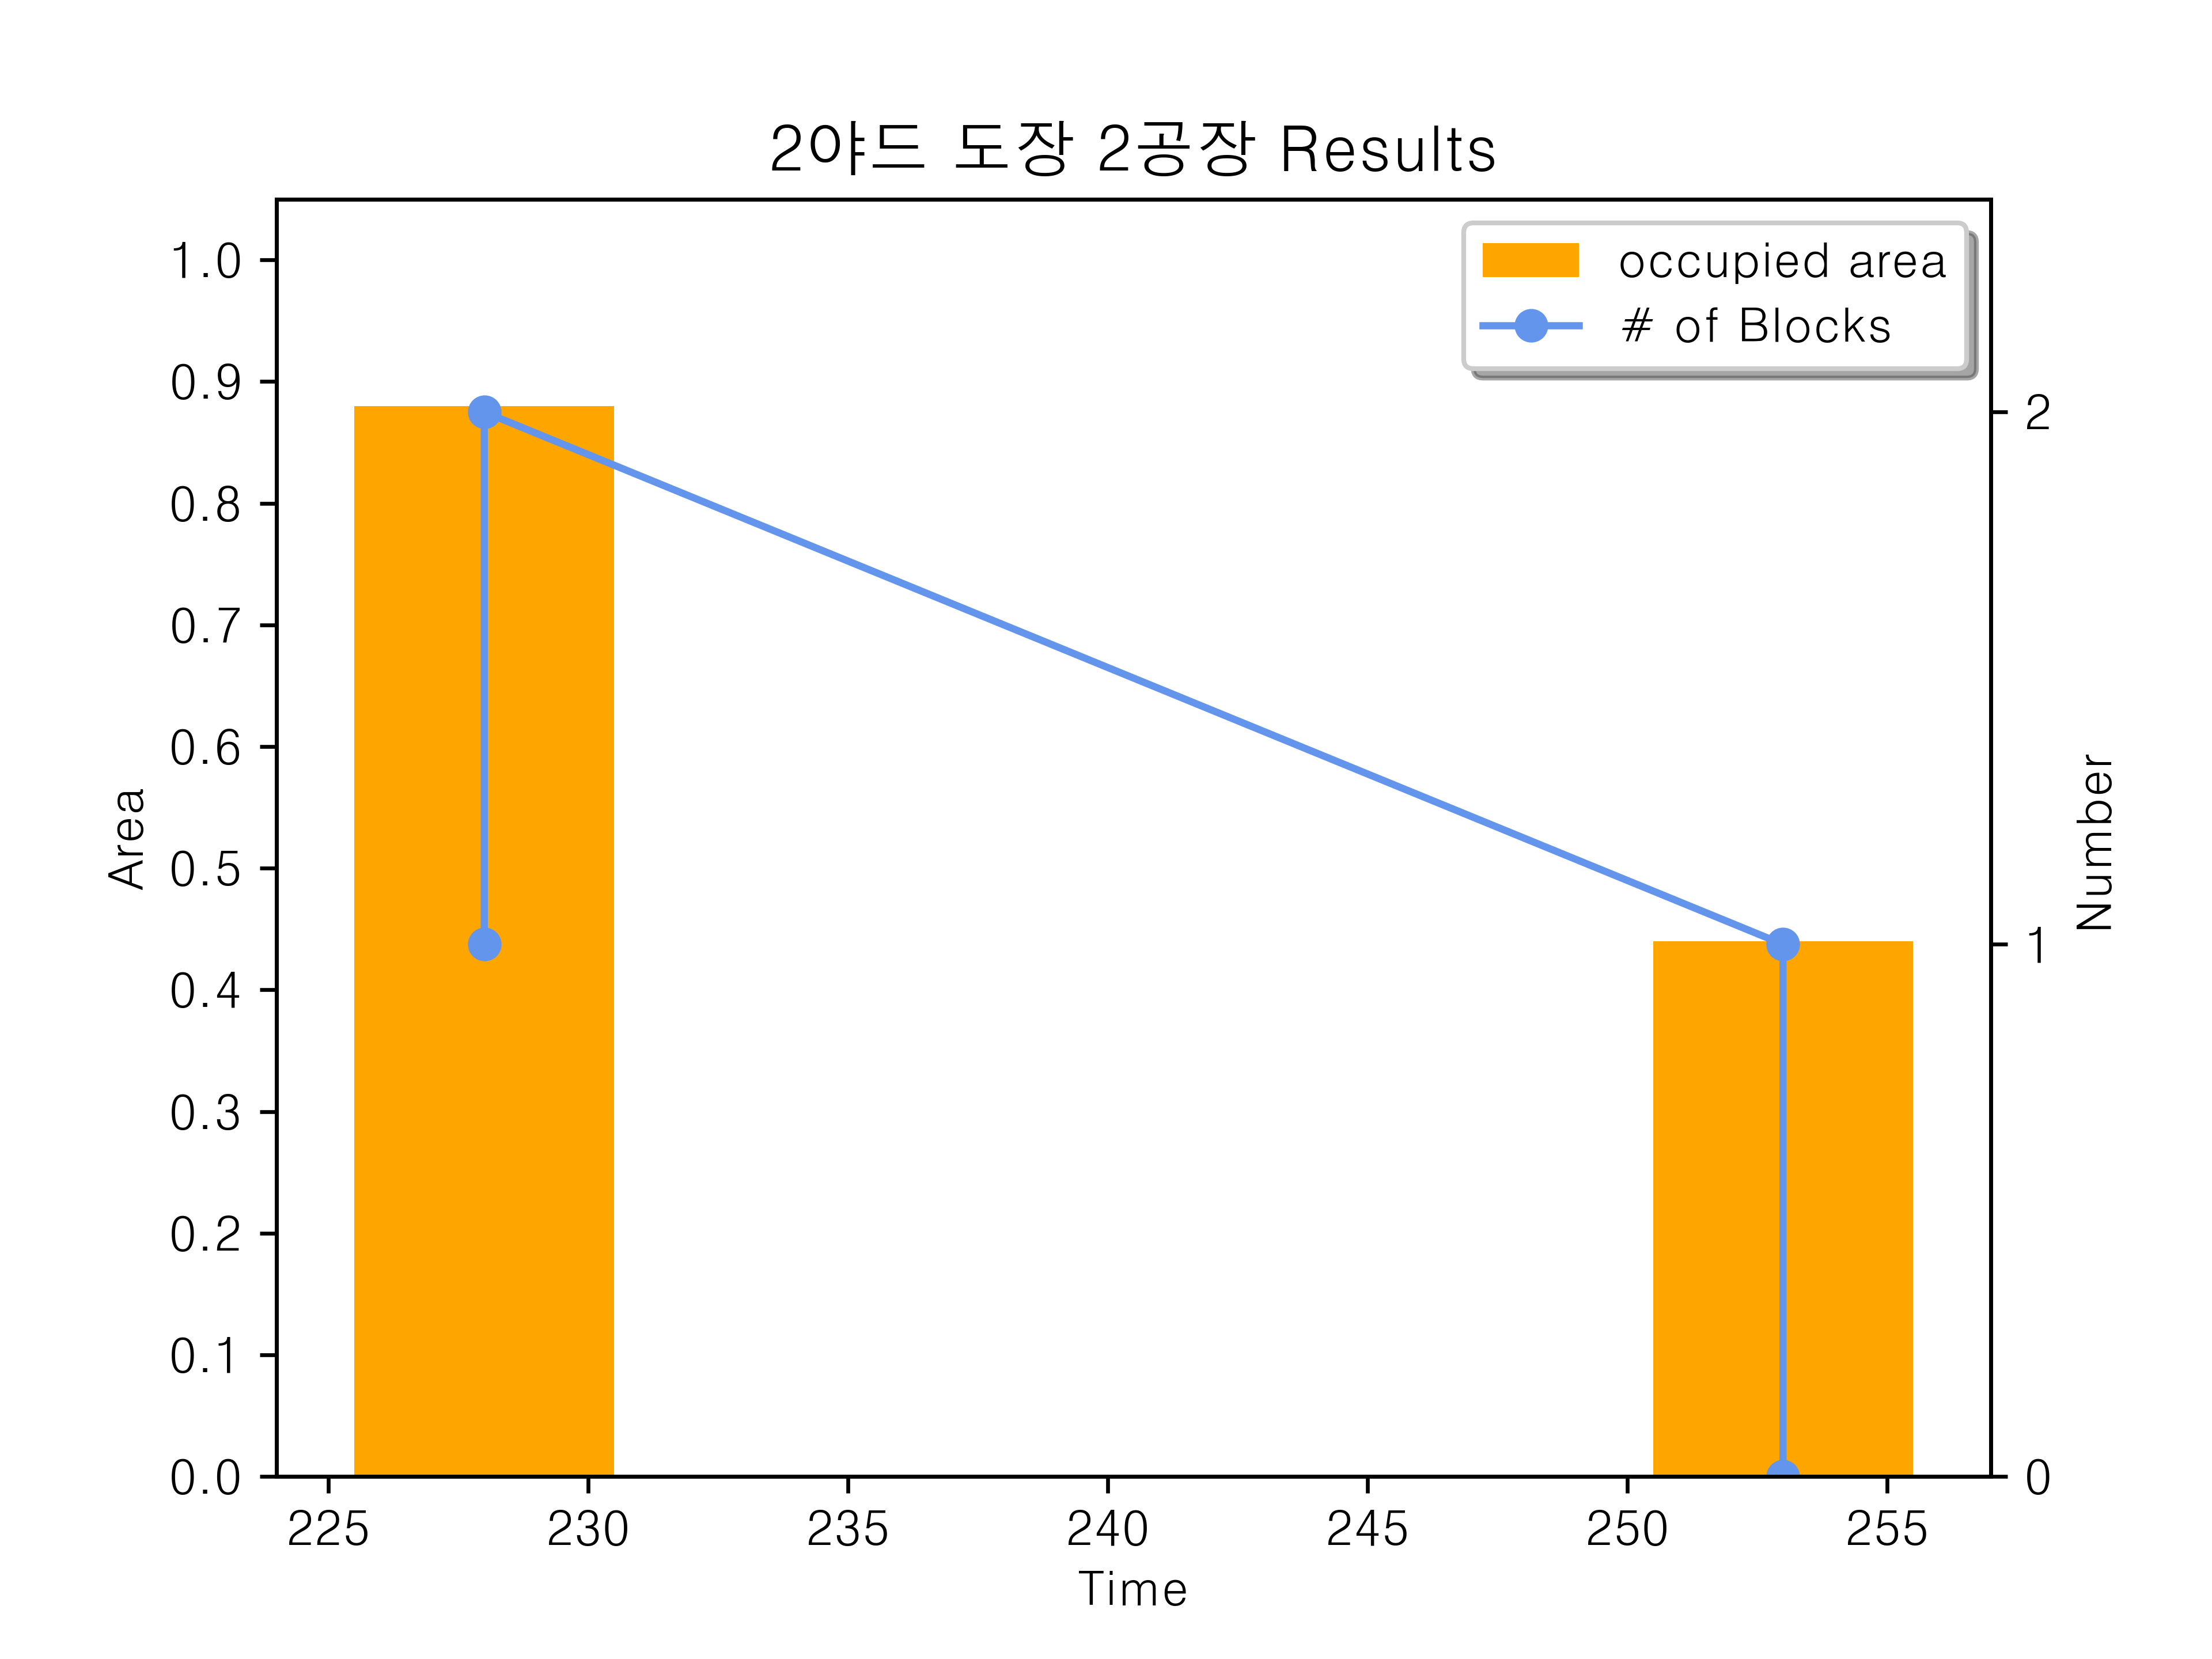 2야드 도장 2공장 Results
occupied area
# of Blocks
1.0
0.9
0.8
0.7
0.6
0.5
0.4
0.3
0.2
0.1
0.0
Area
2
1
0
Number
225 230 235 240 245 250 255
Time